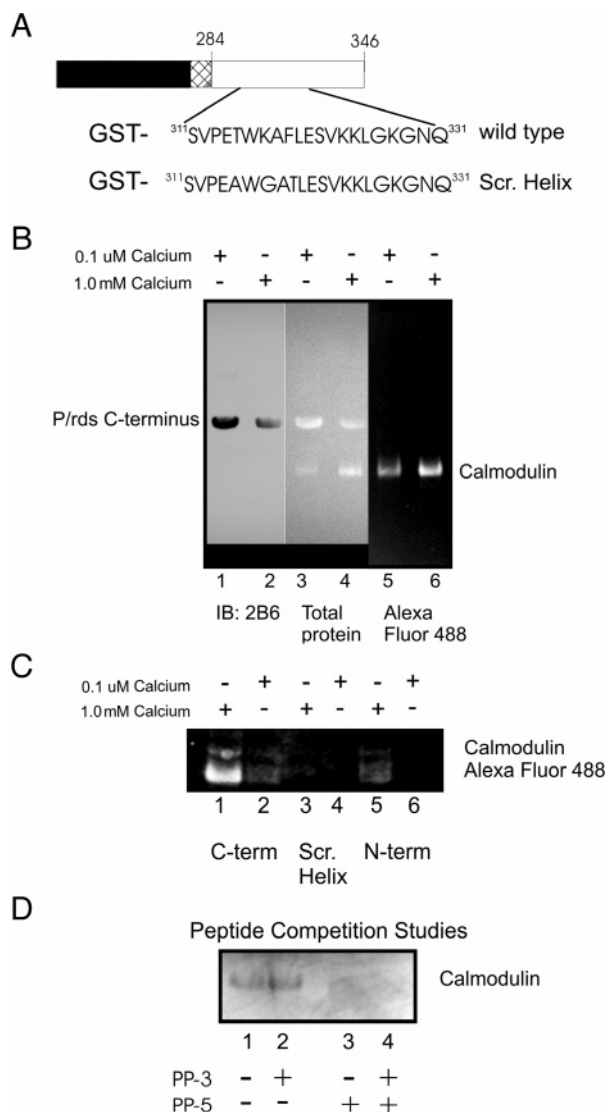 A
284 346
GST- ³¹¹SVPETWKAFLESVKKLGKGNQ³³¹ wild type
GST- ³¹¹SVPEAWGATLESVKKLGKGNQ³³¹ Scr. Helix
B
0.1 uM Calcium + - + - + -
1.0 mM Calcium - + - + - +
P/rds C-terminus
Calmodulin
1 2 3 4 5 6
IB: 2B6 Total protein Alexa Fluor 488
C
0.1 uM Calcium - + - + - +
1.0 mM Calcium + - + - + -
Calmodulin
Alexa Fluor 488
1 2 3 4 5 6
C-term Scr. Helix N-term
D
Peptide Competition Studies
Calmodulin
1 2 3 4
PP-3 - + - +
PP-5 - - + +